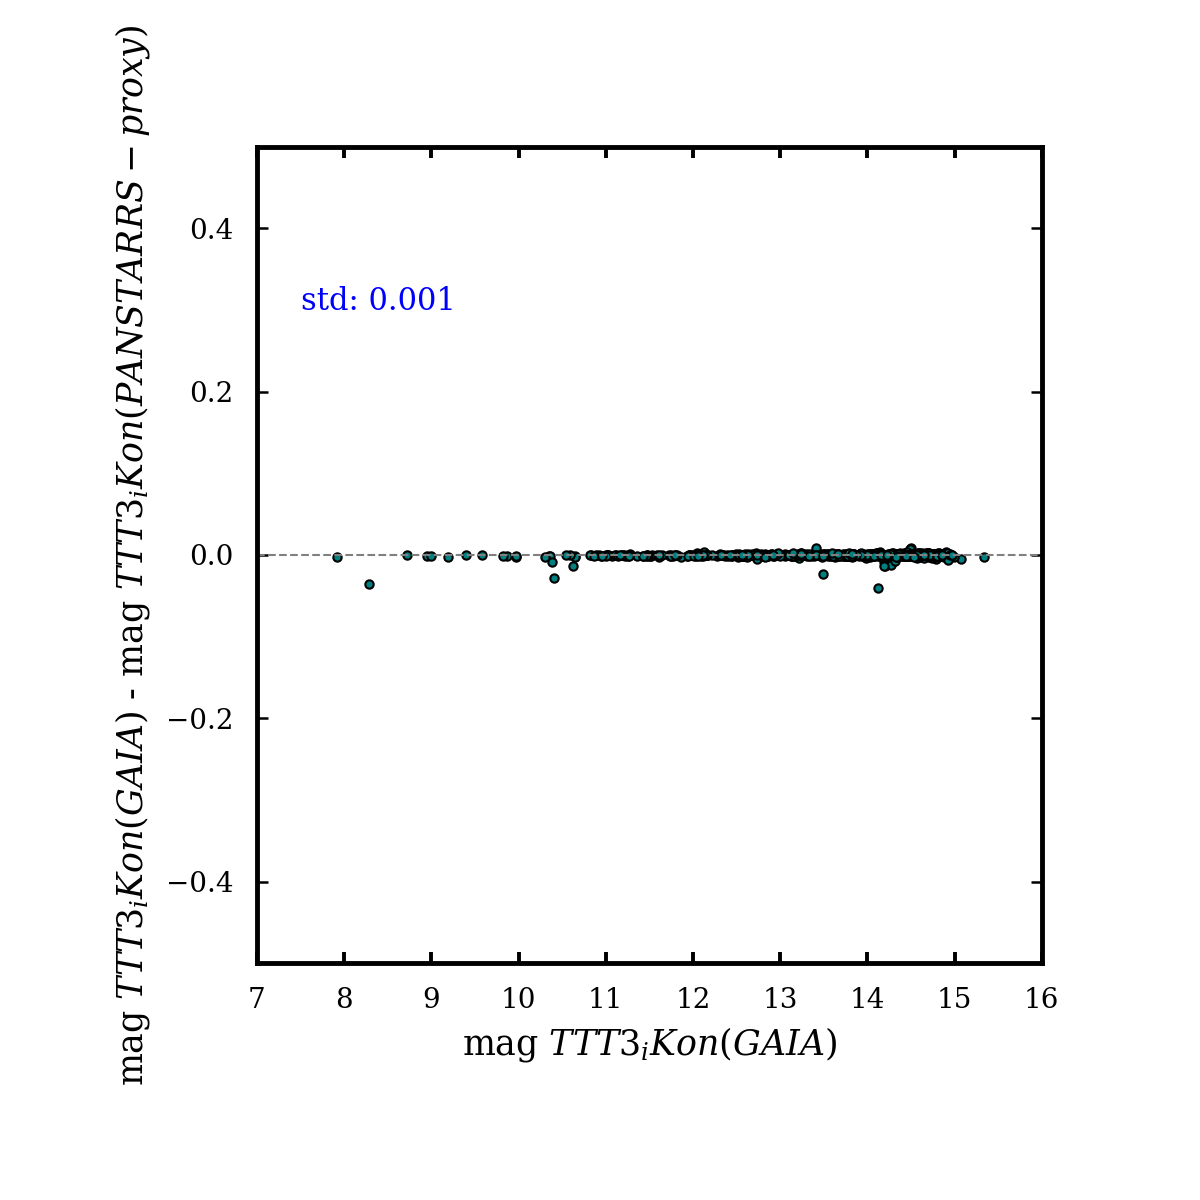 mag TTT3ᵢKon(GAIA) - mag TTT3ᵢKon(PANSTARRS − proxy)
0.4
std: 0.001
0.2
0.0
−0.2
−0.4
7 8 9 10 11 12 13 14 15 16
mag TTT3ᵢKon(GAIA)